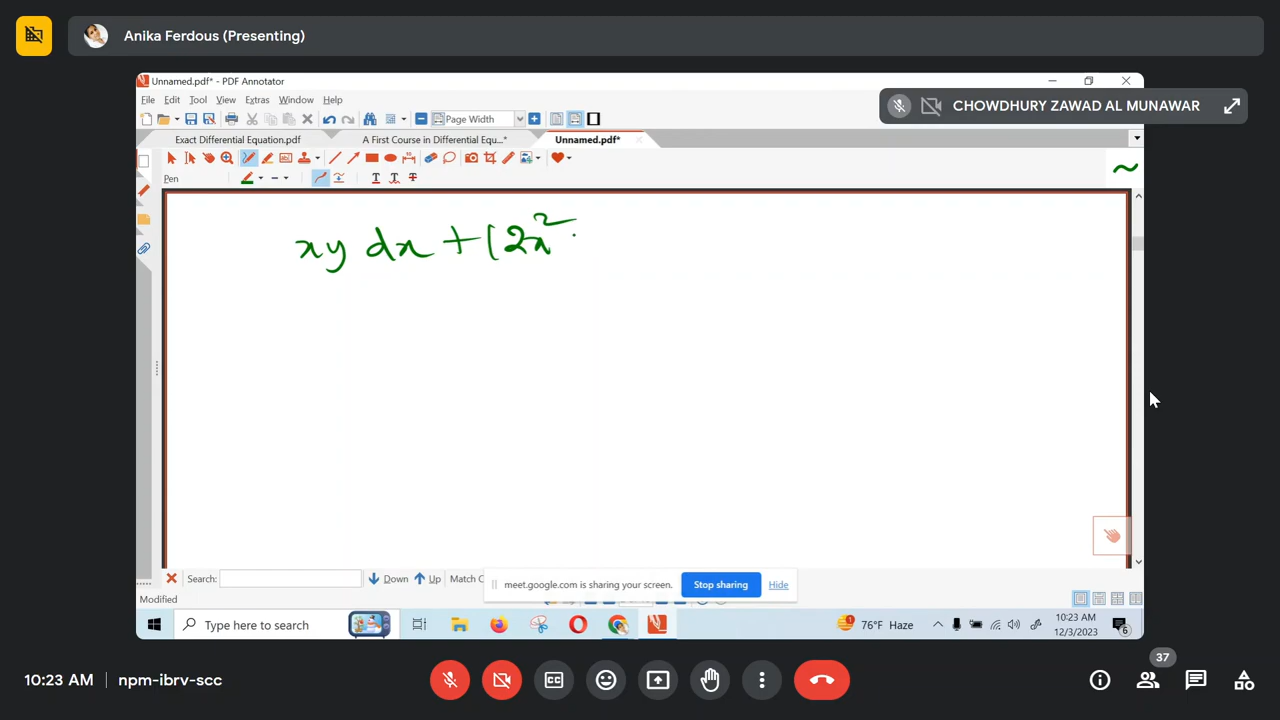 Anika Ferdous (Presenting)
Unnamed.pdf* - PDF Annotator
File Edit Tool View Extras Window Help
CHOWDHURY ZAWAD AL MUNAWAR
Page Width
Exact Differential Equation.pdf
A First Course in Differential Equ...*
Unnamed.pdf*
Pen
xy dx + (2x²
Search:
Down
Up
Match C
meet.google.com is sharing your screen.
Stop sharing
Hide
Modified
Type here to search
76°F Haze
10:23 AM
12/3/2023
6
10:23 AM
npm-ibrv-scc
37